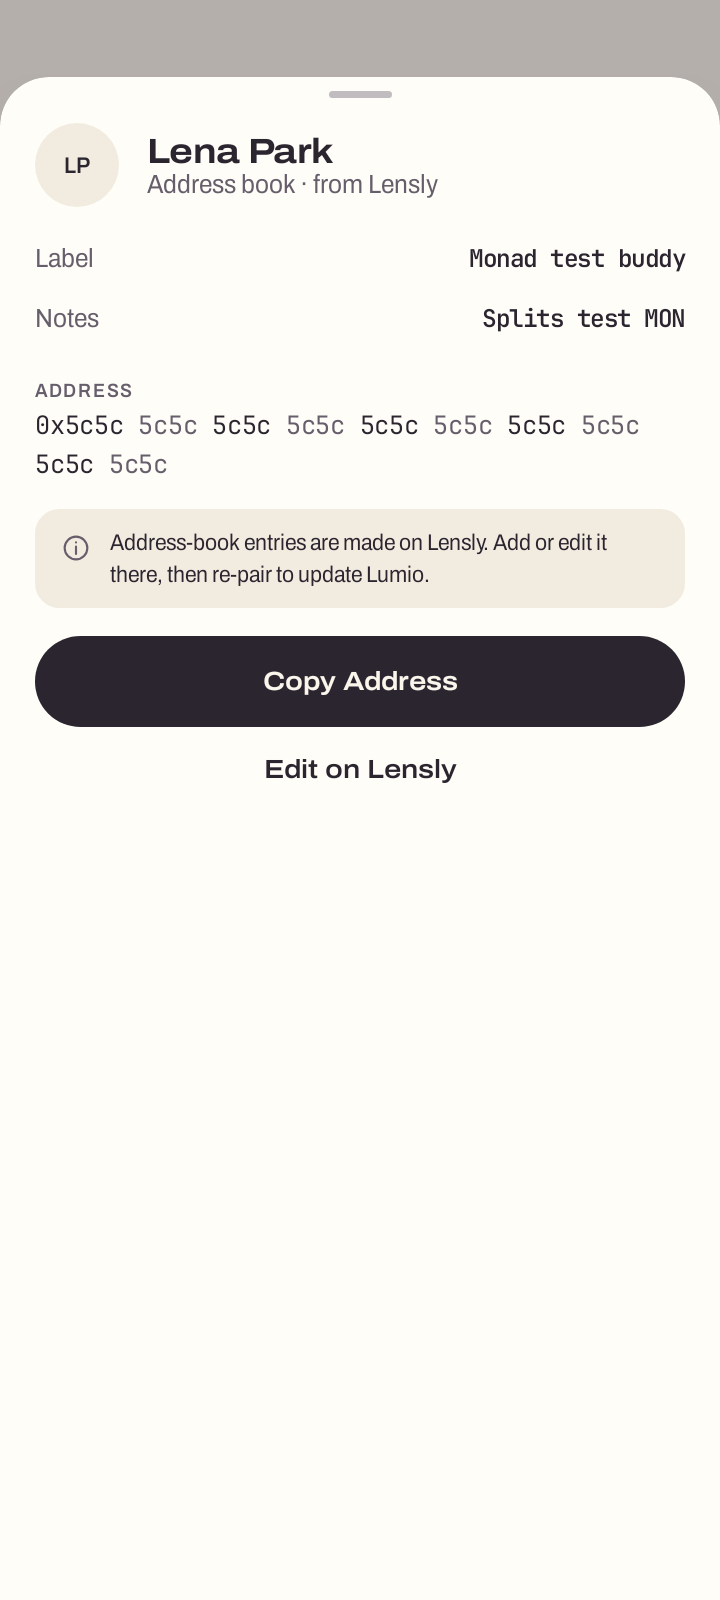 LP
Lena Park
Address book · from Lensly
Label
Monad test buddy
Notes
Splits test MON
ADDRESS
0x5c5c 5c5c 5c5c 5c5c 5c5c 5c5c 5c5c 5c5c
5c5c 5c5c
Address-book entries are made on Lensly. Add or edit it
there, then re-pair to update Lumio.
Copy Address
Edit on Lensly